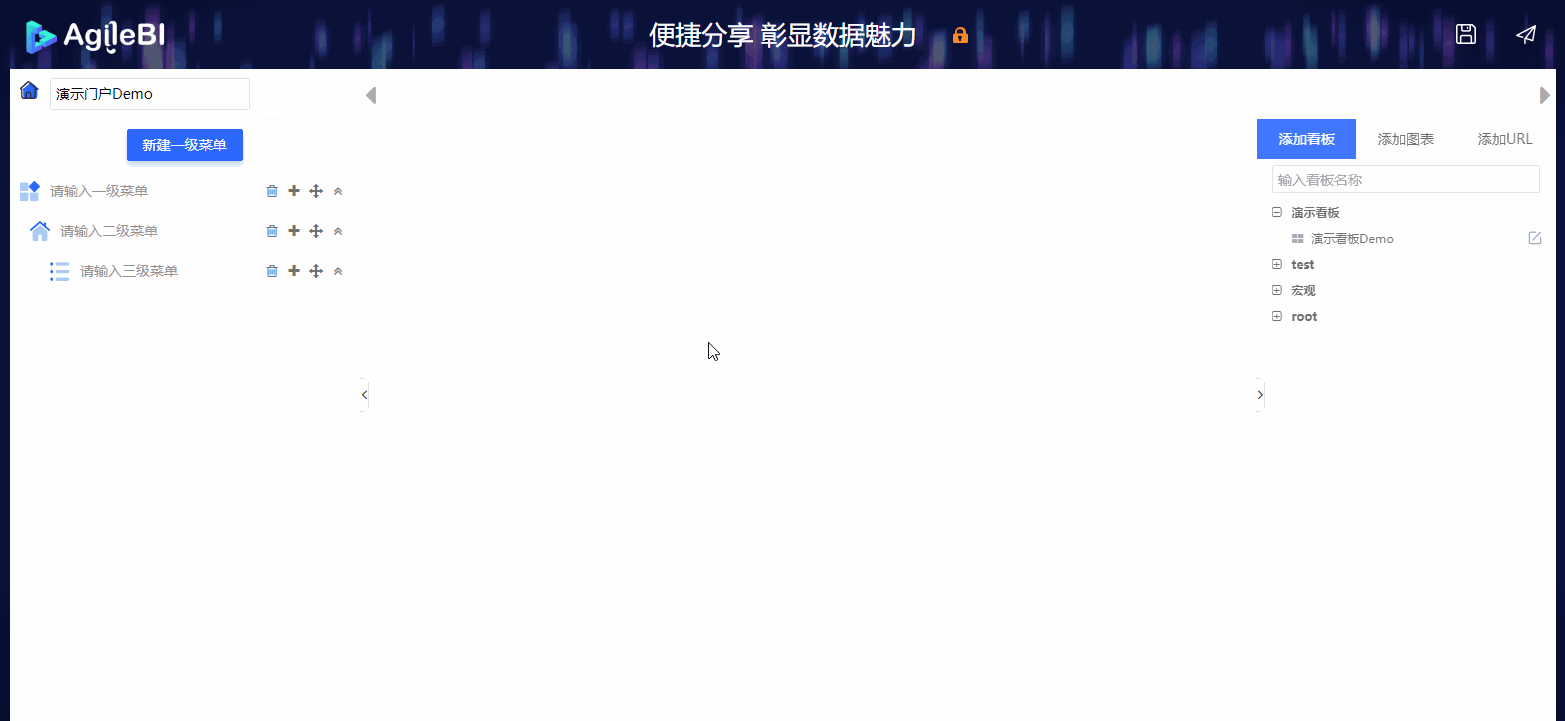 AgileBI
便捷分享 彰显数据魅力
演示门户Demo
新建一级菜单
请输入一级菜单
请输入二级菜单
请输入三级菜单
添加看板 添加图表 添加URL
输入看板名称
演示看板
演示看板Demo
test
宏观
root